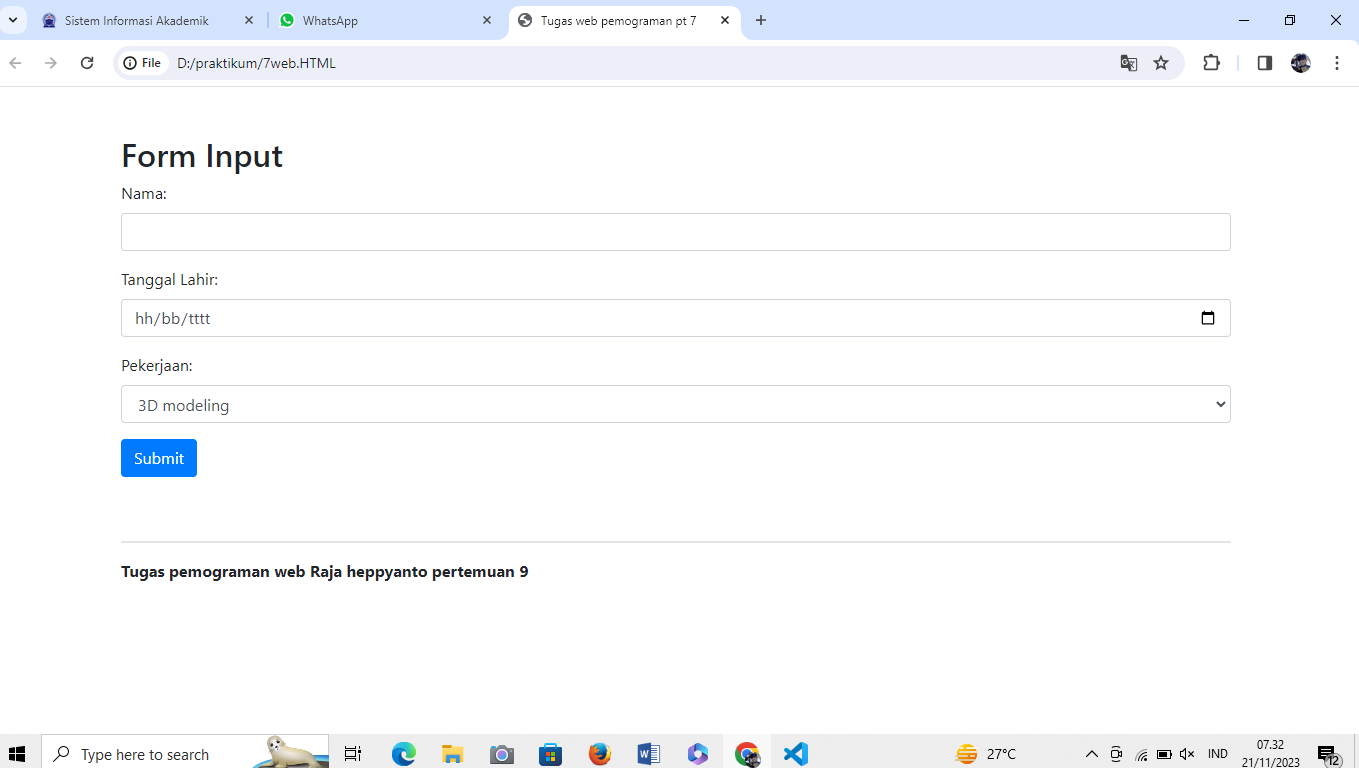 Sistem Informasi Akademik
WhatsApp
Tugas web pemograman pt 7
File
D:/praktikum/7web.HTML
Form Input
Nama:
Tanggal Lahir:
hh/bb/tttt
Pekerjaan:
3D modeling
Submit
Tugas pemograman web Raja heppyanto pertemuan 9
Type here to search
27°C
IND
07.32
21/11/2023
12